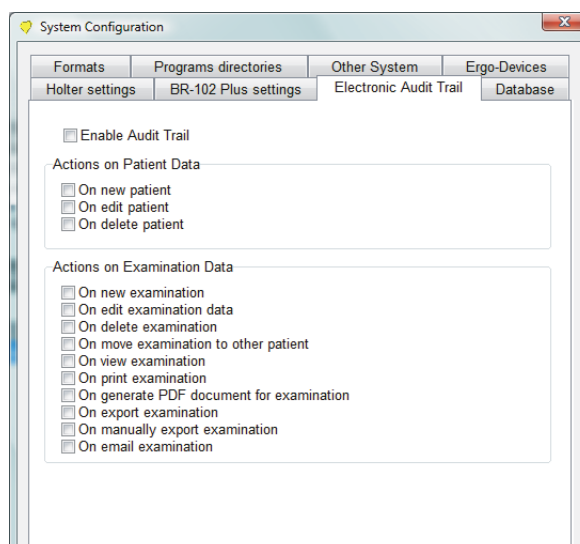 System Configuration
Formats Programs directories Other System Ergo-Devices
Holter settings BR-102 Plus settings Electronic Audit Trail Database
Enable Audit Trail
Actions on Patient Data
On new patient
On edit patient
On delete patient
Actions on Examination Data
On new examination
On edit examination data
On delete examination
On move examination to other patient
On view examination
On print examination
On generate PDF document for examination
On export examination
On manually export examination
On email examination